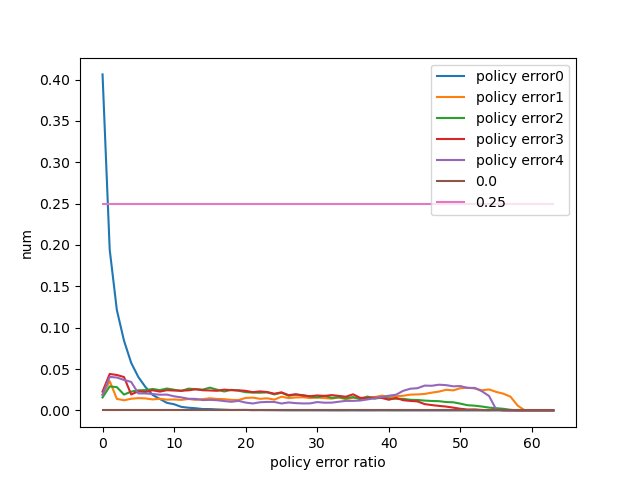 0.40
0.35
0.30
0.25
0.20
0.15
0.10
0.05
0.00
num
policy error0
policy error1
policy error2
policy error3
policy error4
0.0
0.25
0 10 20 30 40 50 60
policy error ratio